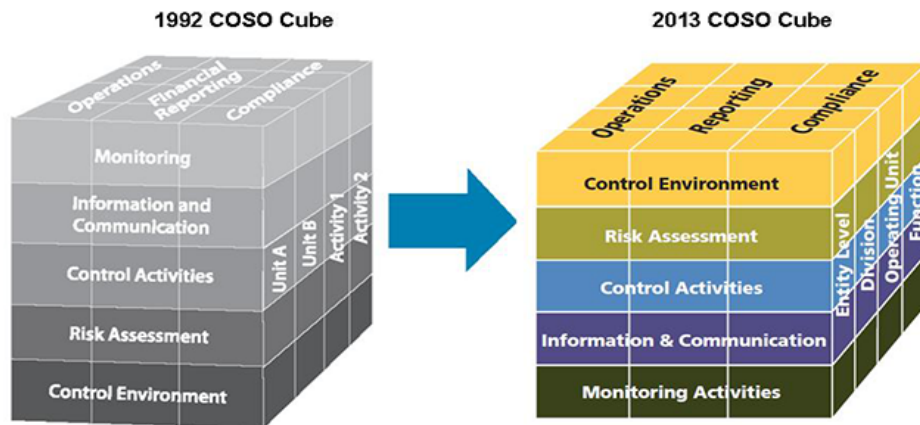 1992 COSO Cube
Operations
Financial
Reporting
Compliance
Monitoring
Information and
Communication
Control Activities
Risk Assessment
Control Environment
Unit A
Unit B
Activity 1
Activity 2
2013 COSO Cube
Operations
Reporting
Compliance
Control Environment
Risk Assessment
Control Activities
Information & Communication
Monitoring Activities
Entity Level
Division
Operating Unit
Function